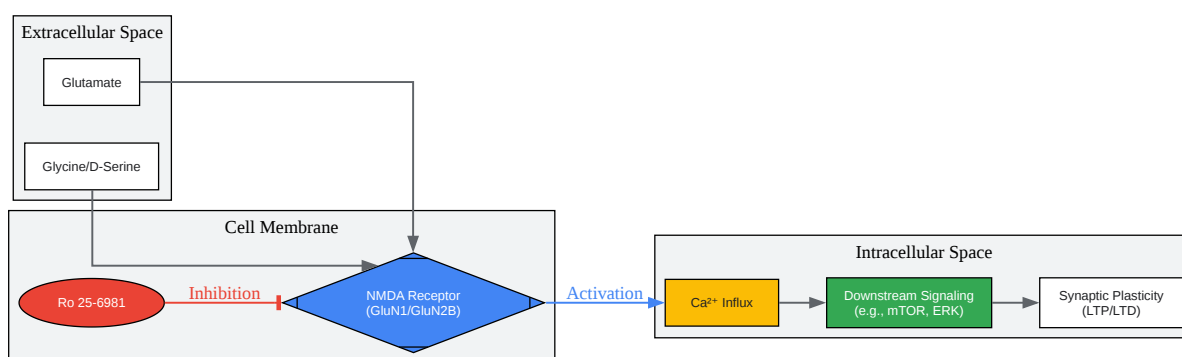 Extracellular Space
Glutamate
Glycine/D-Serine
Cell Membrane
Ro 25-6981
Inhibition
NMDA Receptor
(GluN1/GluN2B)
Activation
Intracellular Space
Ca²⁺ Influx
Downstream Signaling
(e.g., mTOR, ERK)
Synaptic Plasticity
(LTP/LTD)